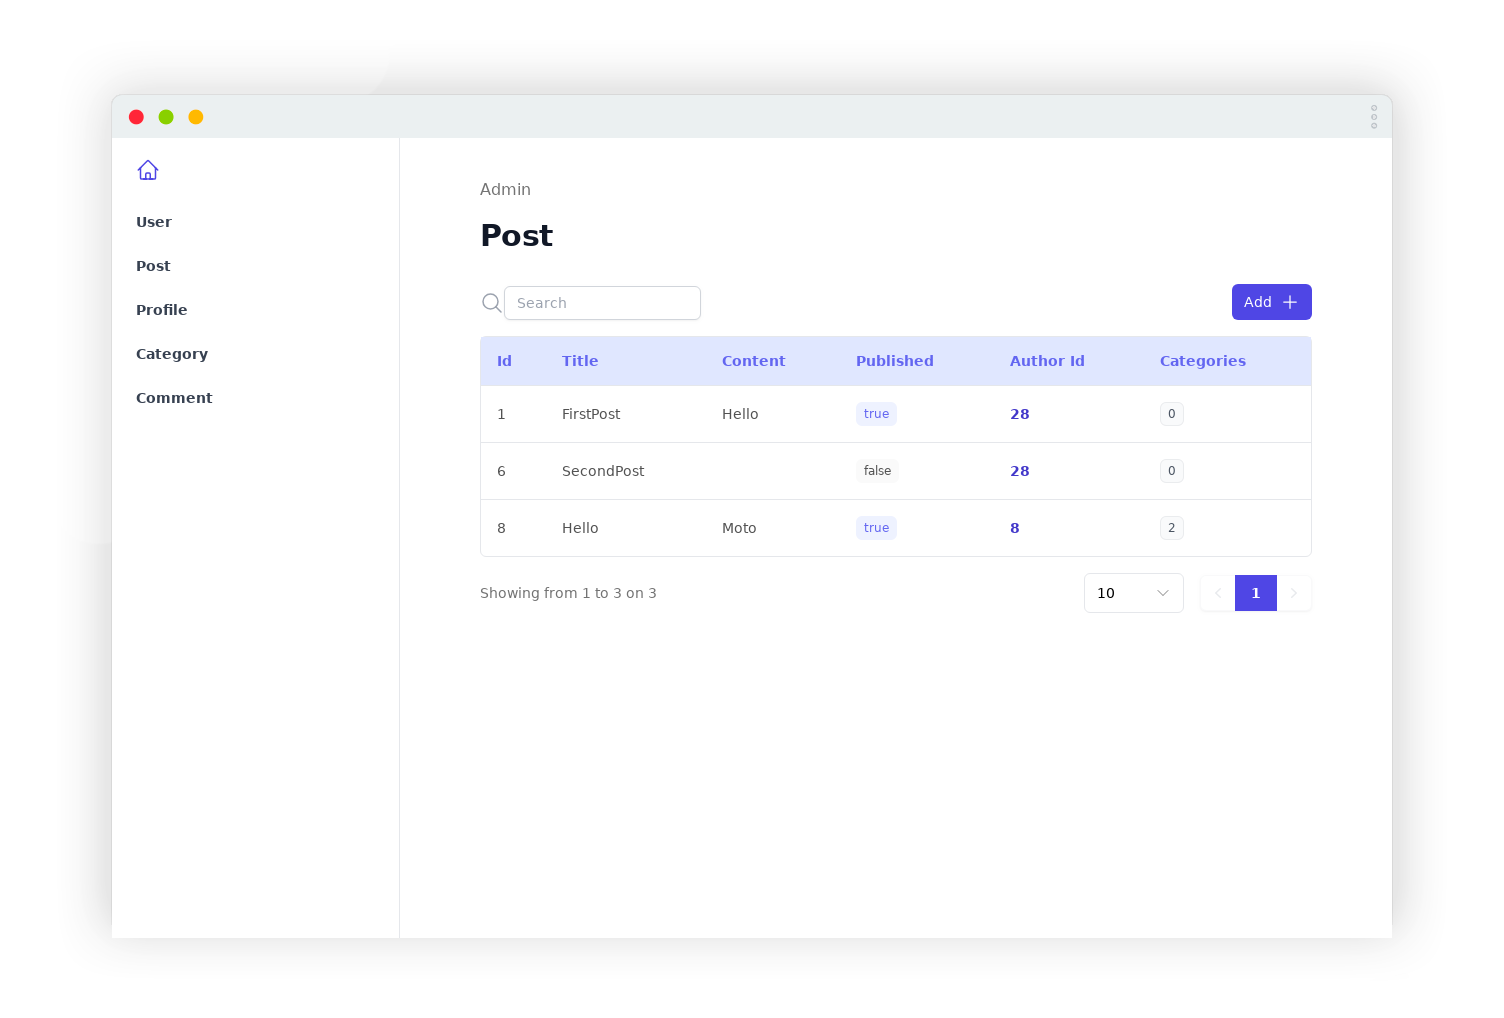 User
Post
Profile
Category
Comment
Admin
Post
Search
Add
Id Title Content Published Author Id Categories
1 FirstPost Hello true 28 0
6 SecondPost false 28 0
8 Hello Moto true 8 2
Showing from 1 to 3 on 3
10
1